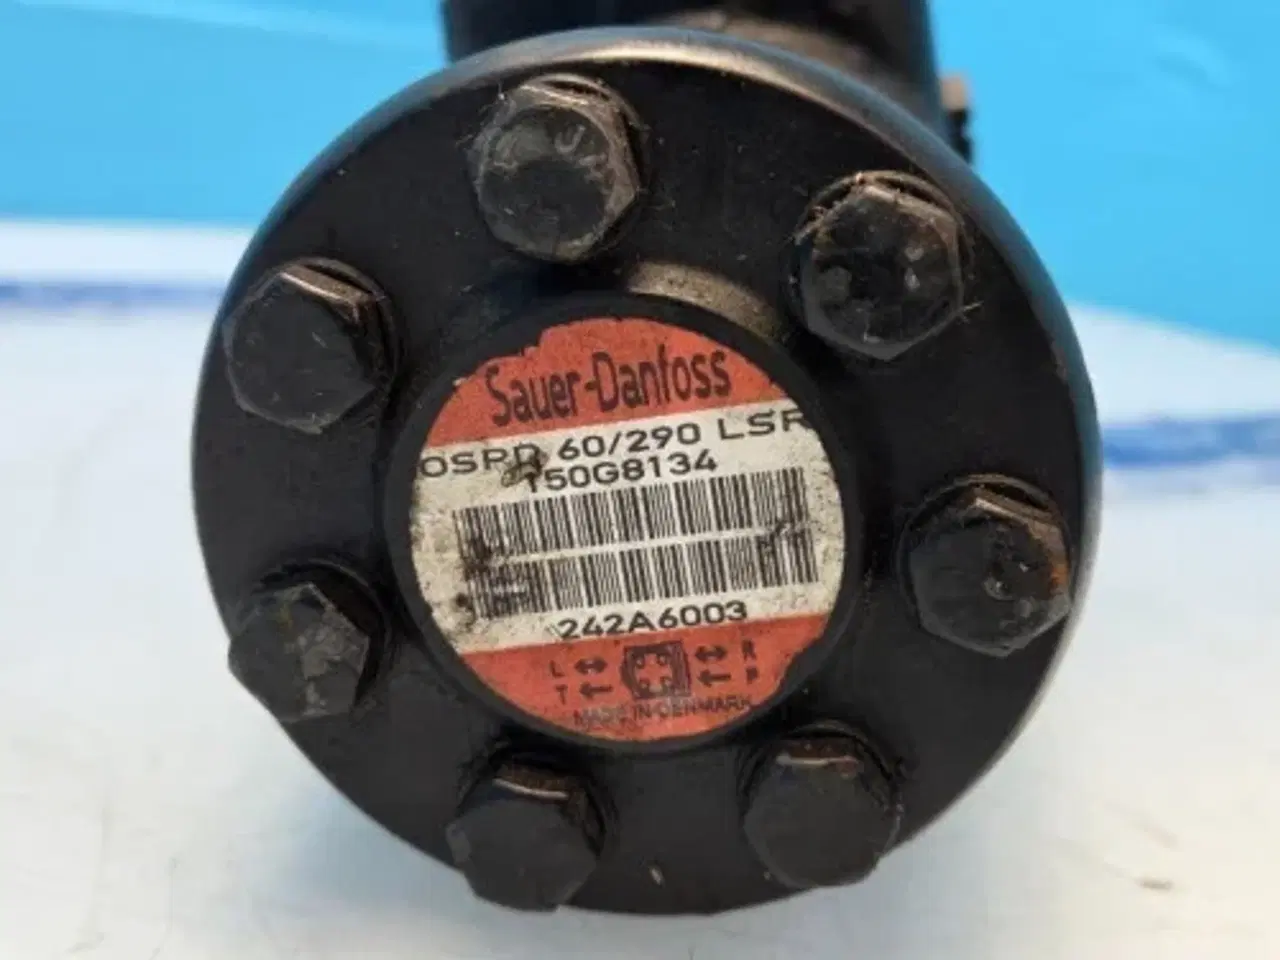 Sauer-Danfoss
OSPD 60/290 LSR
150G8134
242A6003
L R
T P
MADE IN DENMARK